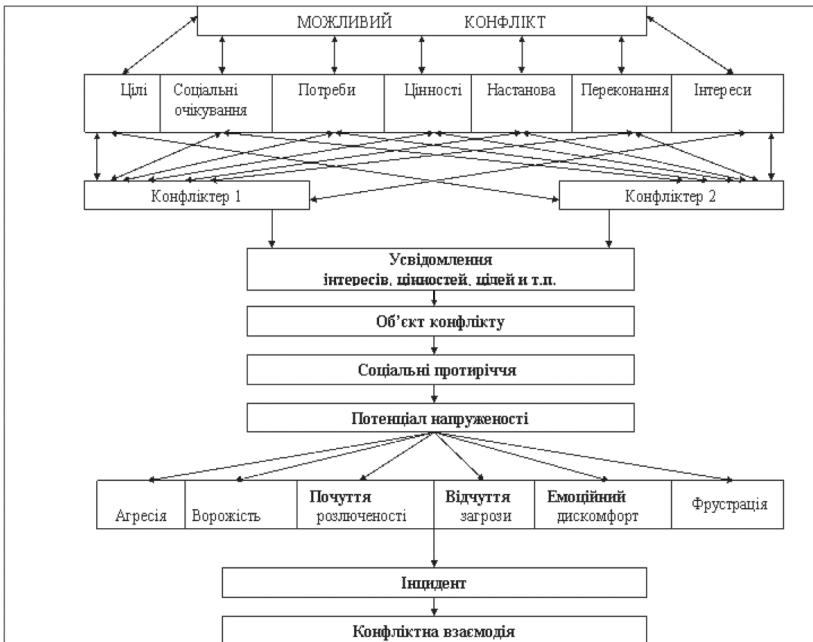 МОЖЛИВИЙ КОНФЛІКТ
Цілі Соціальні Потреби Цінності Настанова Переконання Інтереси
очікування
Конфліктер 1 Конфліктер 2
Усвідомлення
інтересів, цінностей, цілей и т.п.
Об’єкт конфлікту
Соціальні протиріччя
Потенціал напруженості
Агресія Ворожість Почуття Відчуття Емоційний Фрустрація
розлюченості загрози дискомфорт
Інцидент
Конфліктна взаємодія